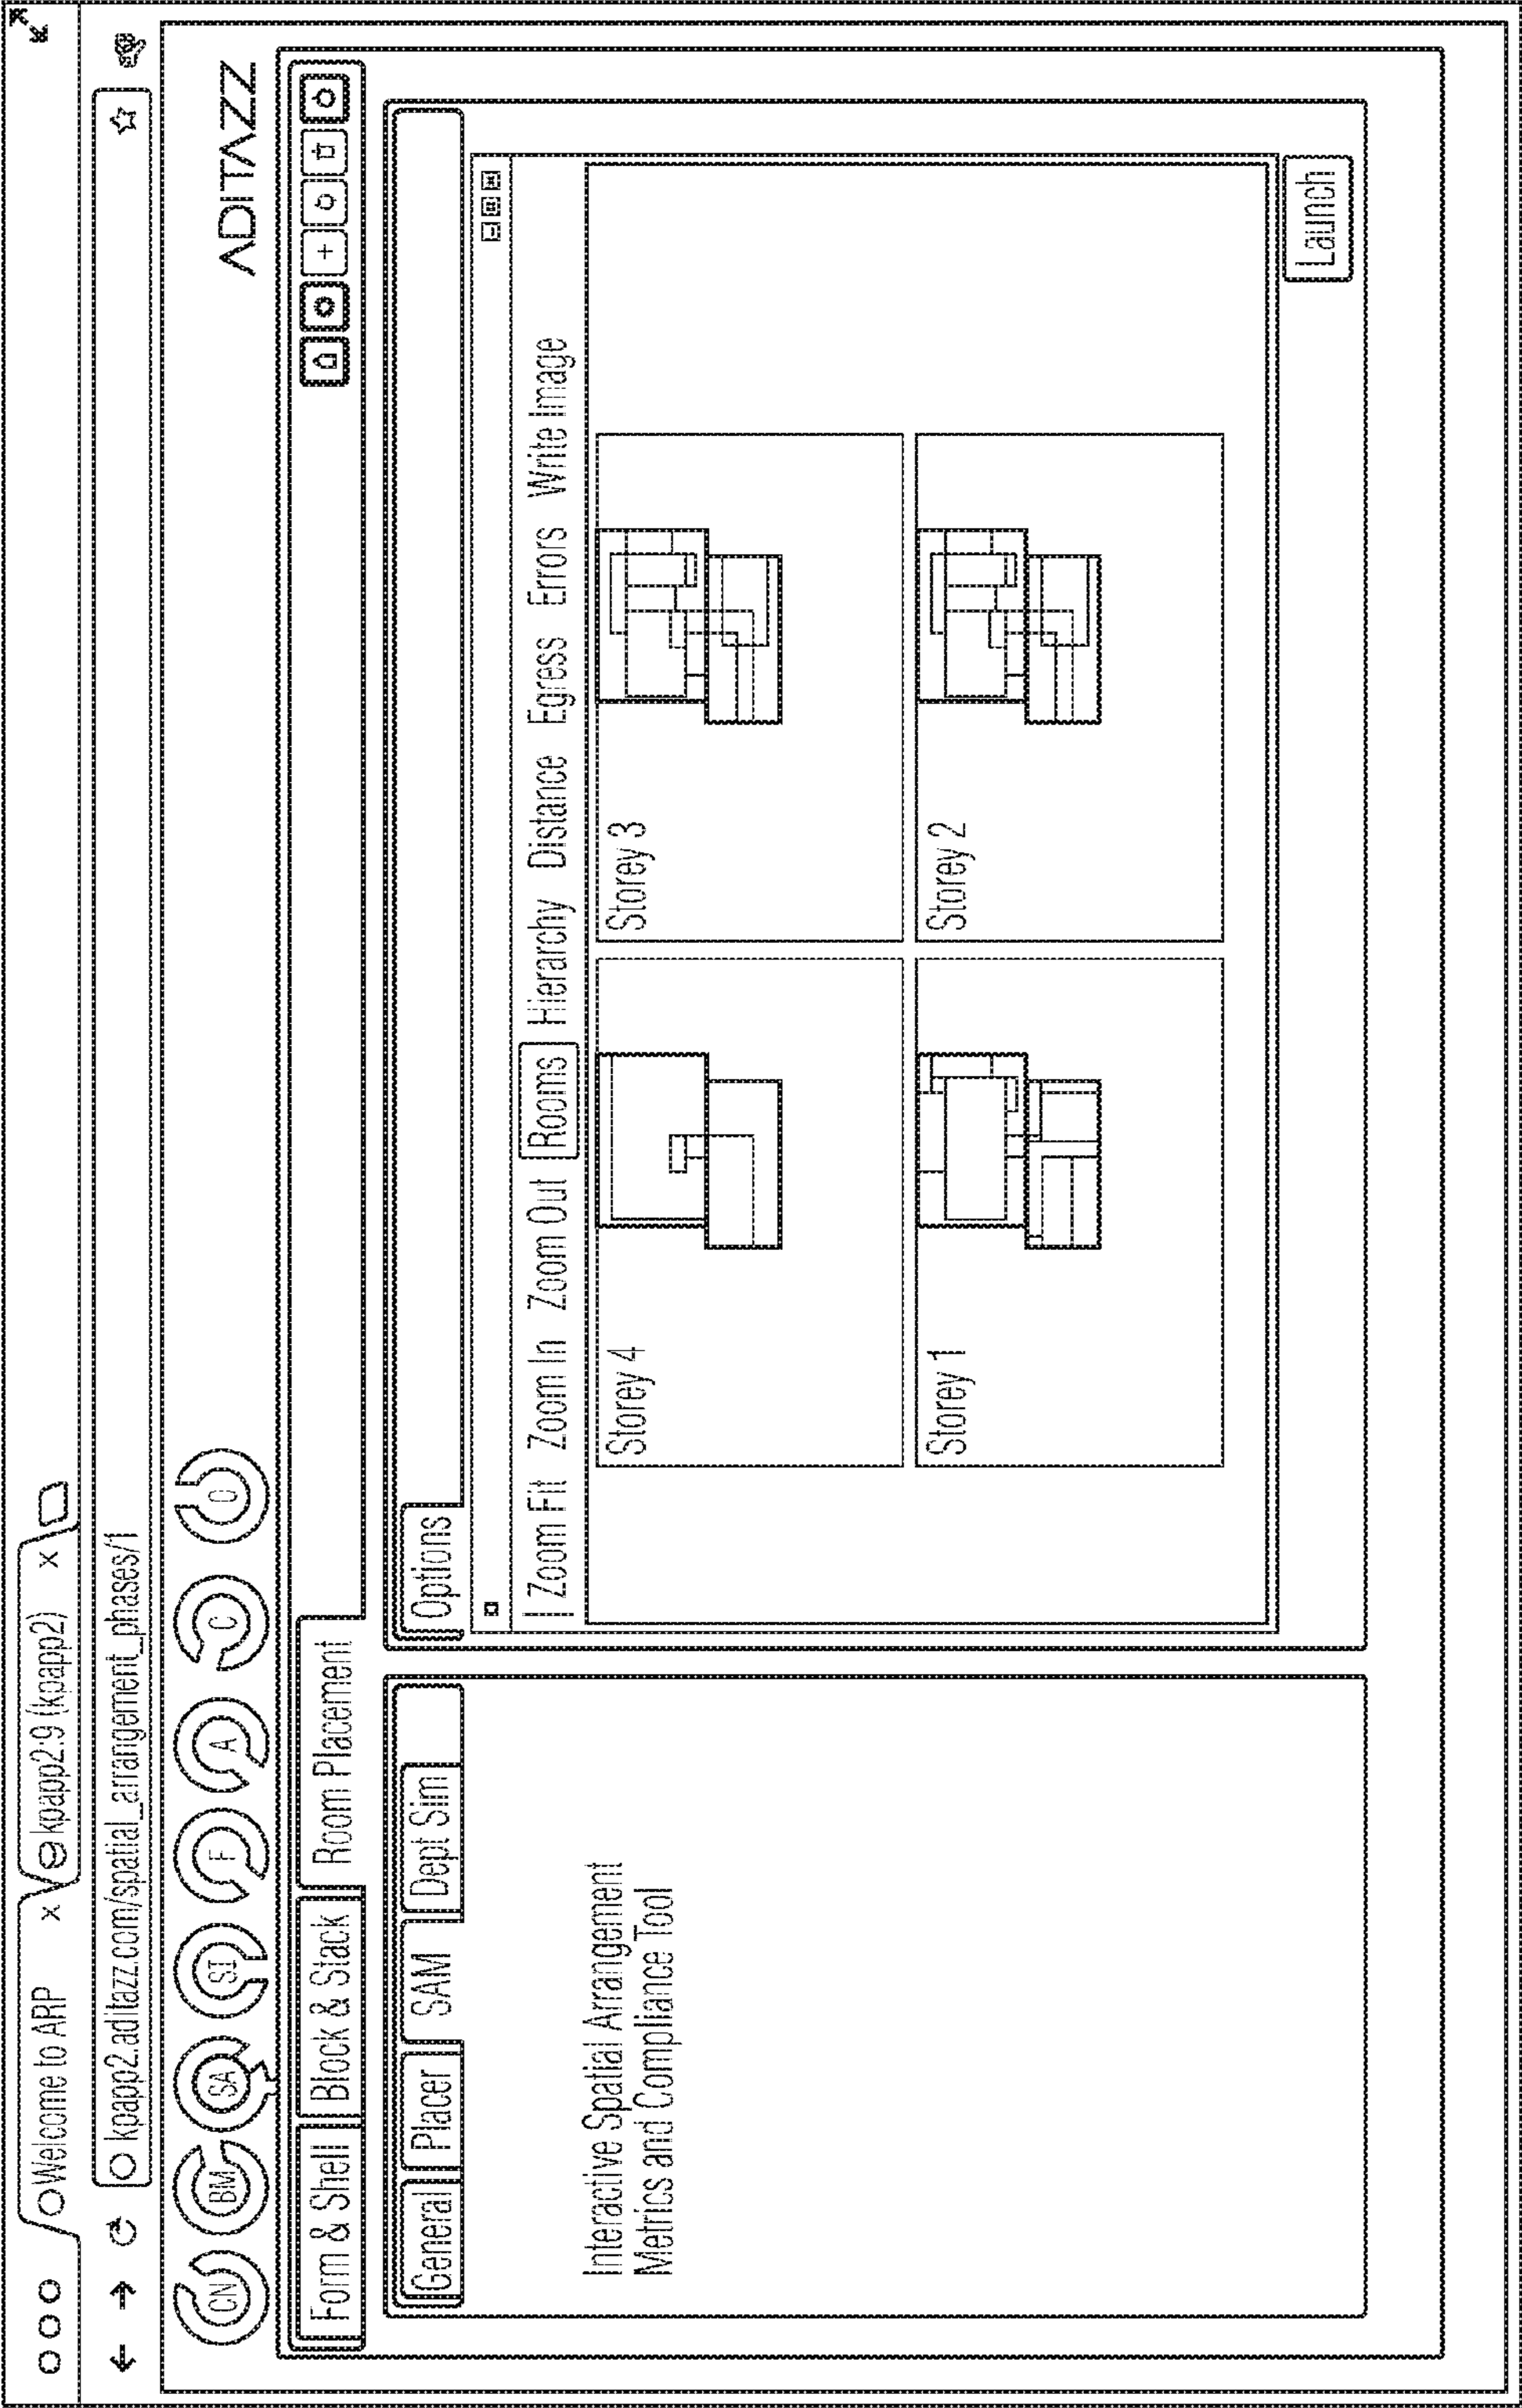 Welcome to ARP x kpapp2:9 (kpapp2) x
kpapp2.aditazz.com/spatial_arrangement_phases/1
CN BM SA SI F A C O
ADITAZZ
Form & Shell Block & Stack Room Placement
General Placer SAM Dept Sim
Options
Interactive Spatial Arrangement
Metrics and Compliance Tool
Zoom Fit Zoom In Zoom Out Rooms Hierarchy Distance Egress Errors Write Image
Storey 4 Storey 3
Storey 1 Storey 2
Launch